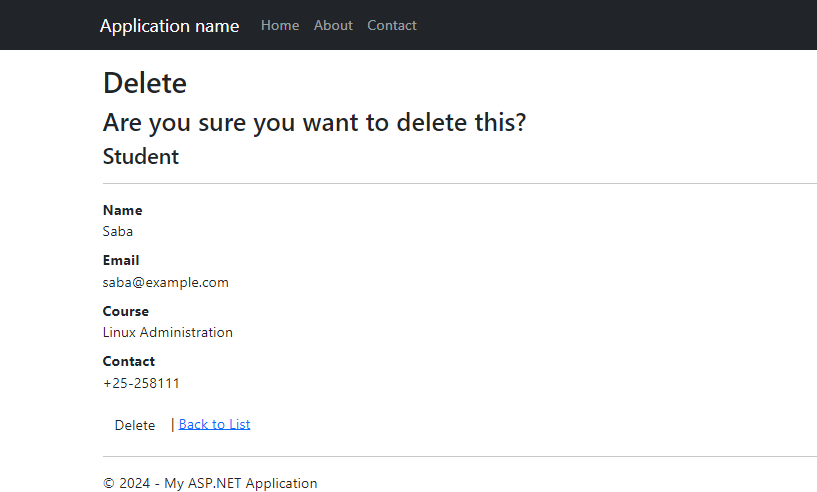 Application name Home About Contact
Delete
Are you sure you want to delete this?
Student
Name
Saba
Email
saba@example.com
Course
Linux Administration
Contact
+25-258111
Delete | Back to List
© 2024 - My ASP.NET Application